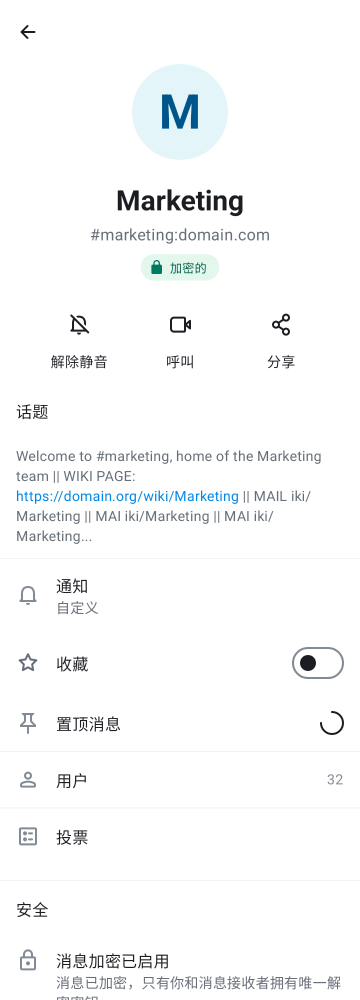 M
Marketing
#marketing:domain.com
加密的
解除静音
呼叫
分享
话题
Welcome to #marketing, home of the Marketing
team || WIKI PAGE:
https://domain.org/wiki/Marketing || MAIL iki/
Marketing || MAI iki/Marketing || MAI iki/
Marketing...
通知
自定义
收藏
置顶消息
用户
32
投票
安全
消息加密已启用
消息已加密，只有你和消息接收者拥有唯一解